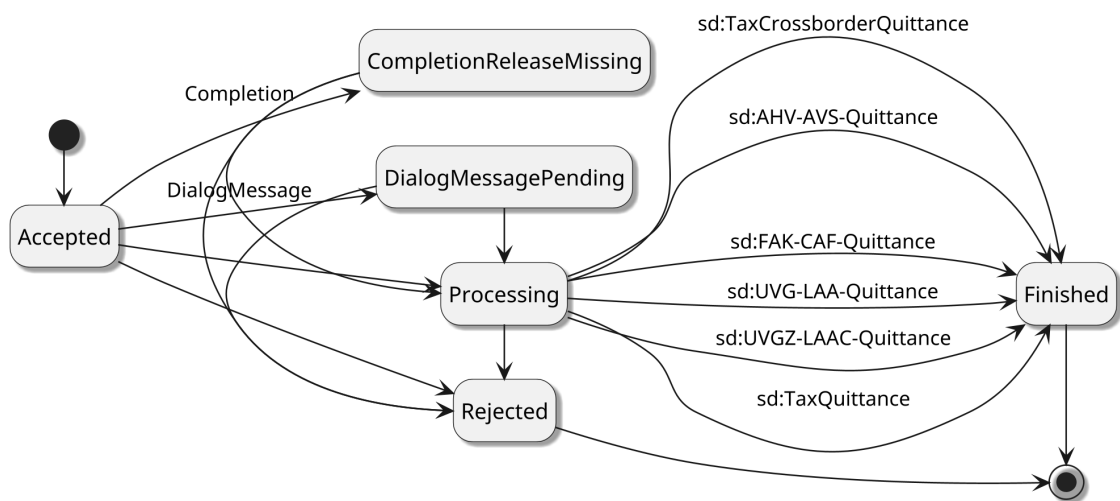 sd:TaxCrossborderQuittance
CompletionReleaseMissing
Completion
sd:AHV-AVS-Quittance
DialogMessagePending
DialogMessage
Accepted
sd:FAK-CAF-Quittance
Processing
sd:UVG-LAA-Quittance
Finished
sd:UVGZ-LAAC-Quittance
sd:TaxQuittance
Rejected